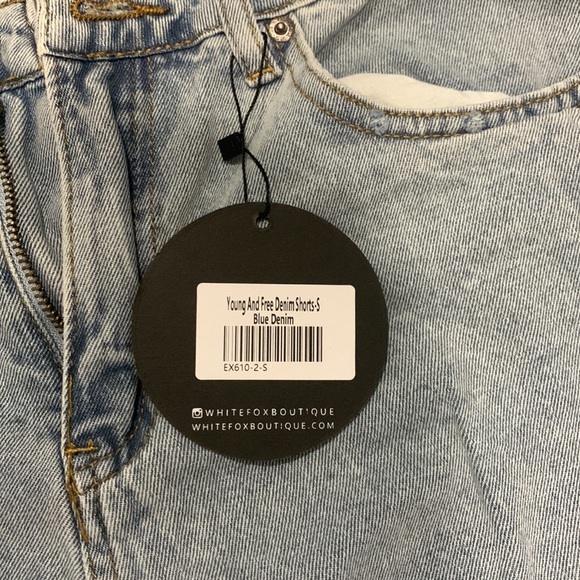 Young And Free Denim Shorts-S
Blue Denim
EX610-2-S
WHITEFOXBOUTIQUE
WHITEFOXBOUTIQUE.COM